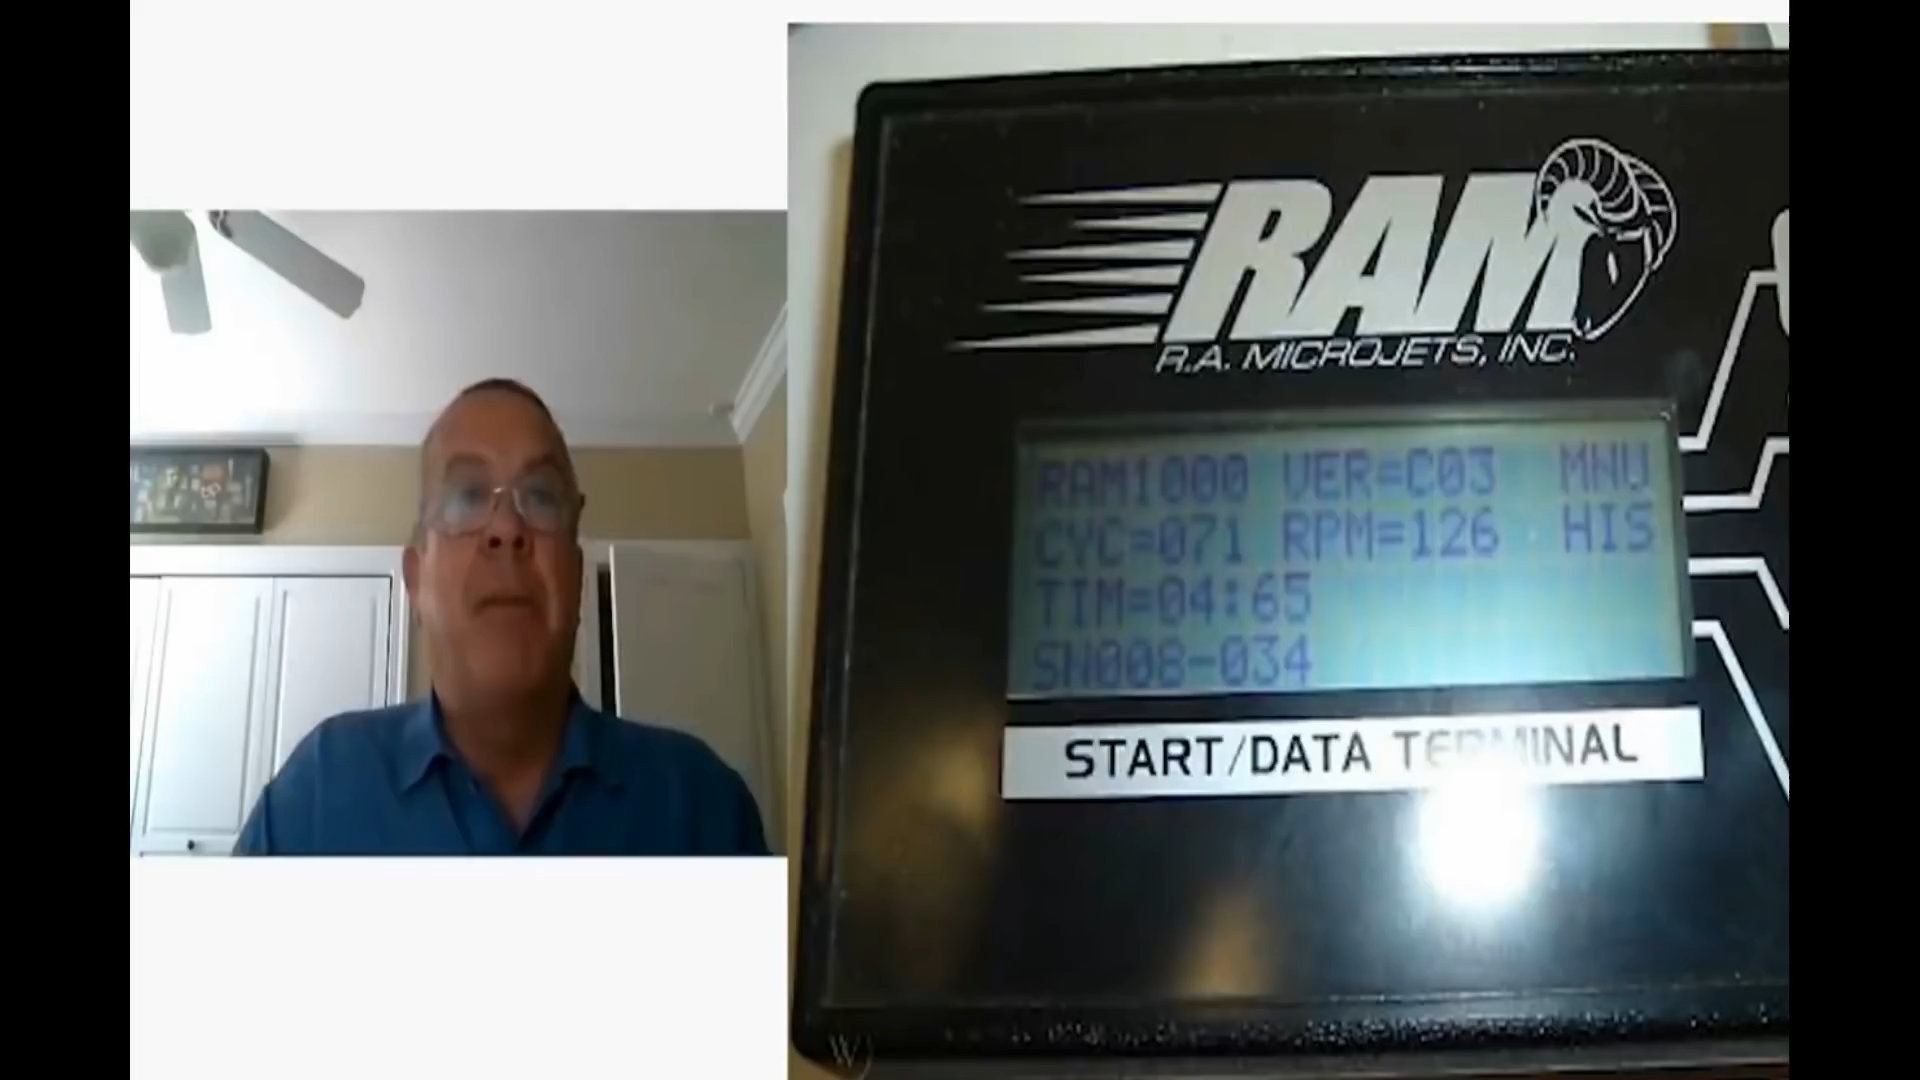 RAM
R.A. MICROJETS, INC.
RAM1000 VER=C03 MNU
CYC=071 RPM=126 HIS
TIM=04:65
SN008-034
START/DATA TERMINAL
W